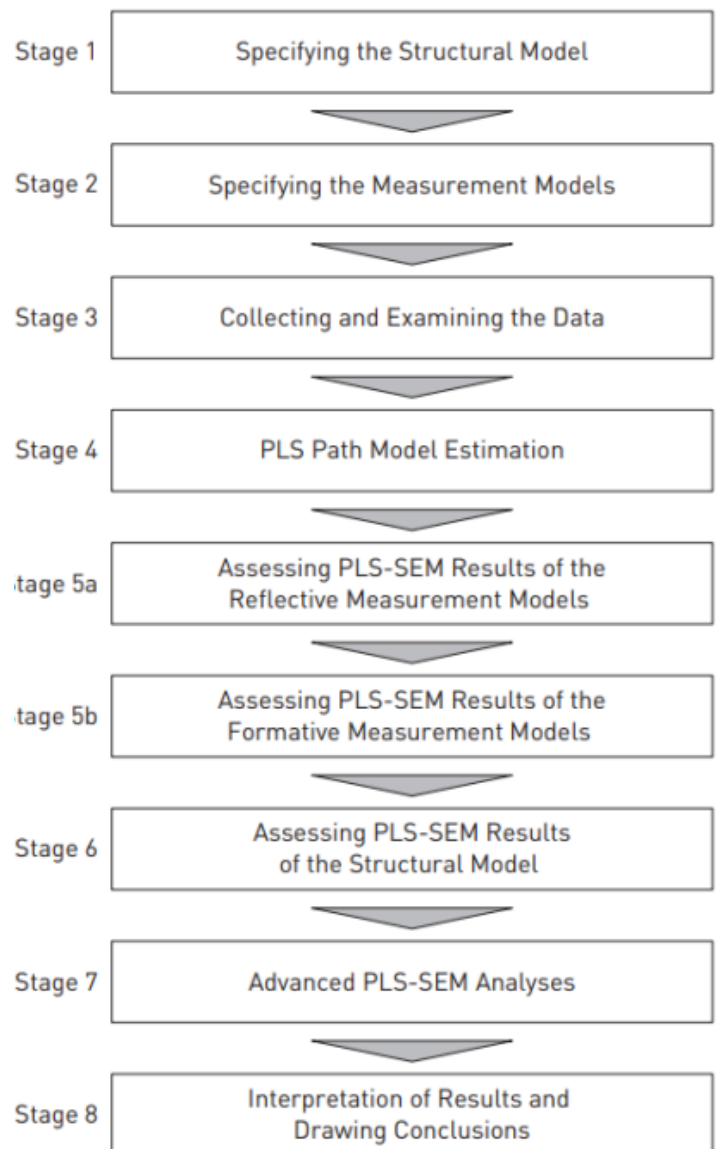 Stage 1
Specifying the Structural Model
Stage 2
Specifying the Measurement Models
Stage 3
Collecting and Examining the Data
Stage 4
PLS Path Model Estimation
tage 5a
Assessing PLS-SEM Results of the
Reflective Measurement Models
tage 5b
Assessing PLS-SEM Results of the
Formative Measurement Models
Stage 6
Assessing PLS-SEM Results
of the Structural Model
Stage 7
Advanced PLS-SEM Analyses
Stage 8
Interpretation of Results and
Drawing Conclusions